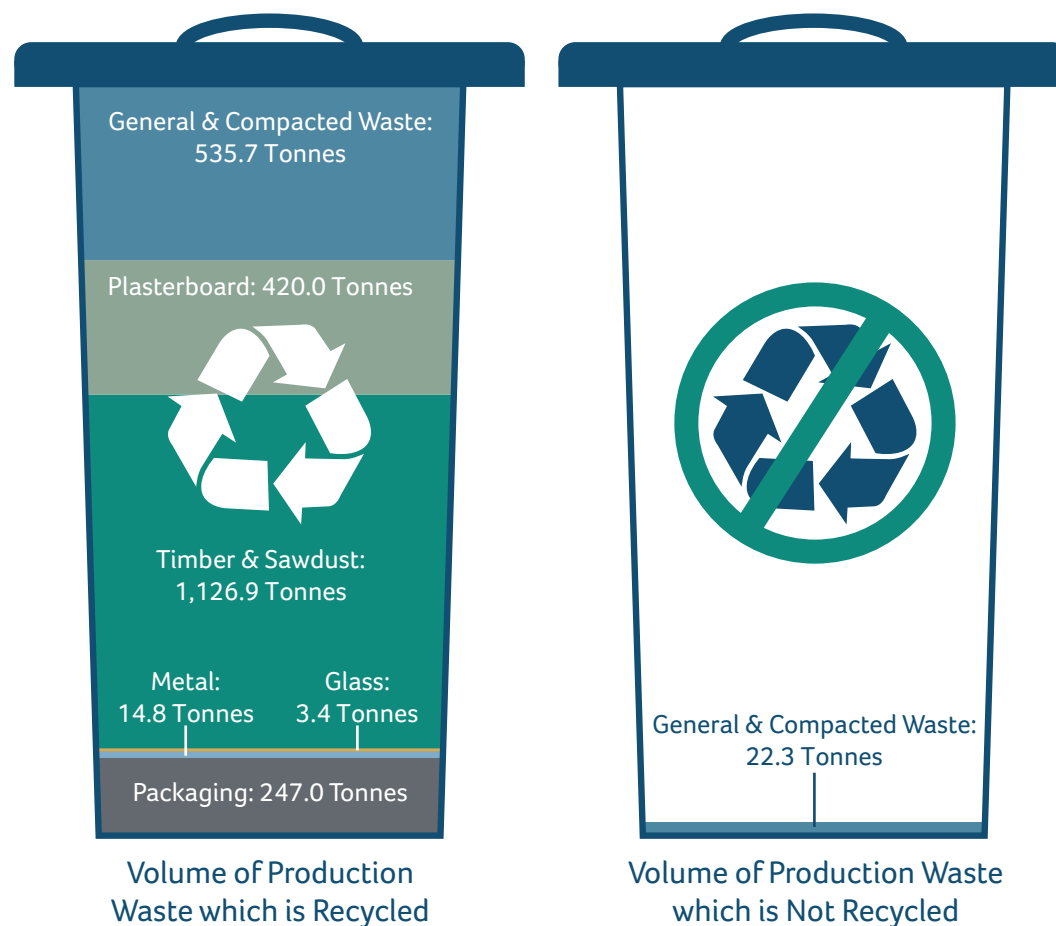 General & Compacted Waste:
535.7 Tonnes
Plasterboard: 420.0 Tonnes
Timber & Sawdust:
1,126.9 Tonnes
Metal:
14.8 Tonnes
Glass:
3.4 Tonnes
Packaging: 247.0 Tonnes
Volume of Production
Waste which is Recycled
General & Compacted Waste:
22.3 Tonnes
Volume of Production Waste
which is Not Recycled